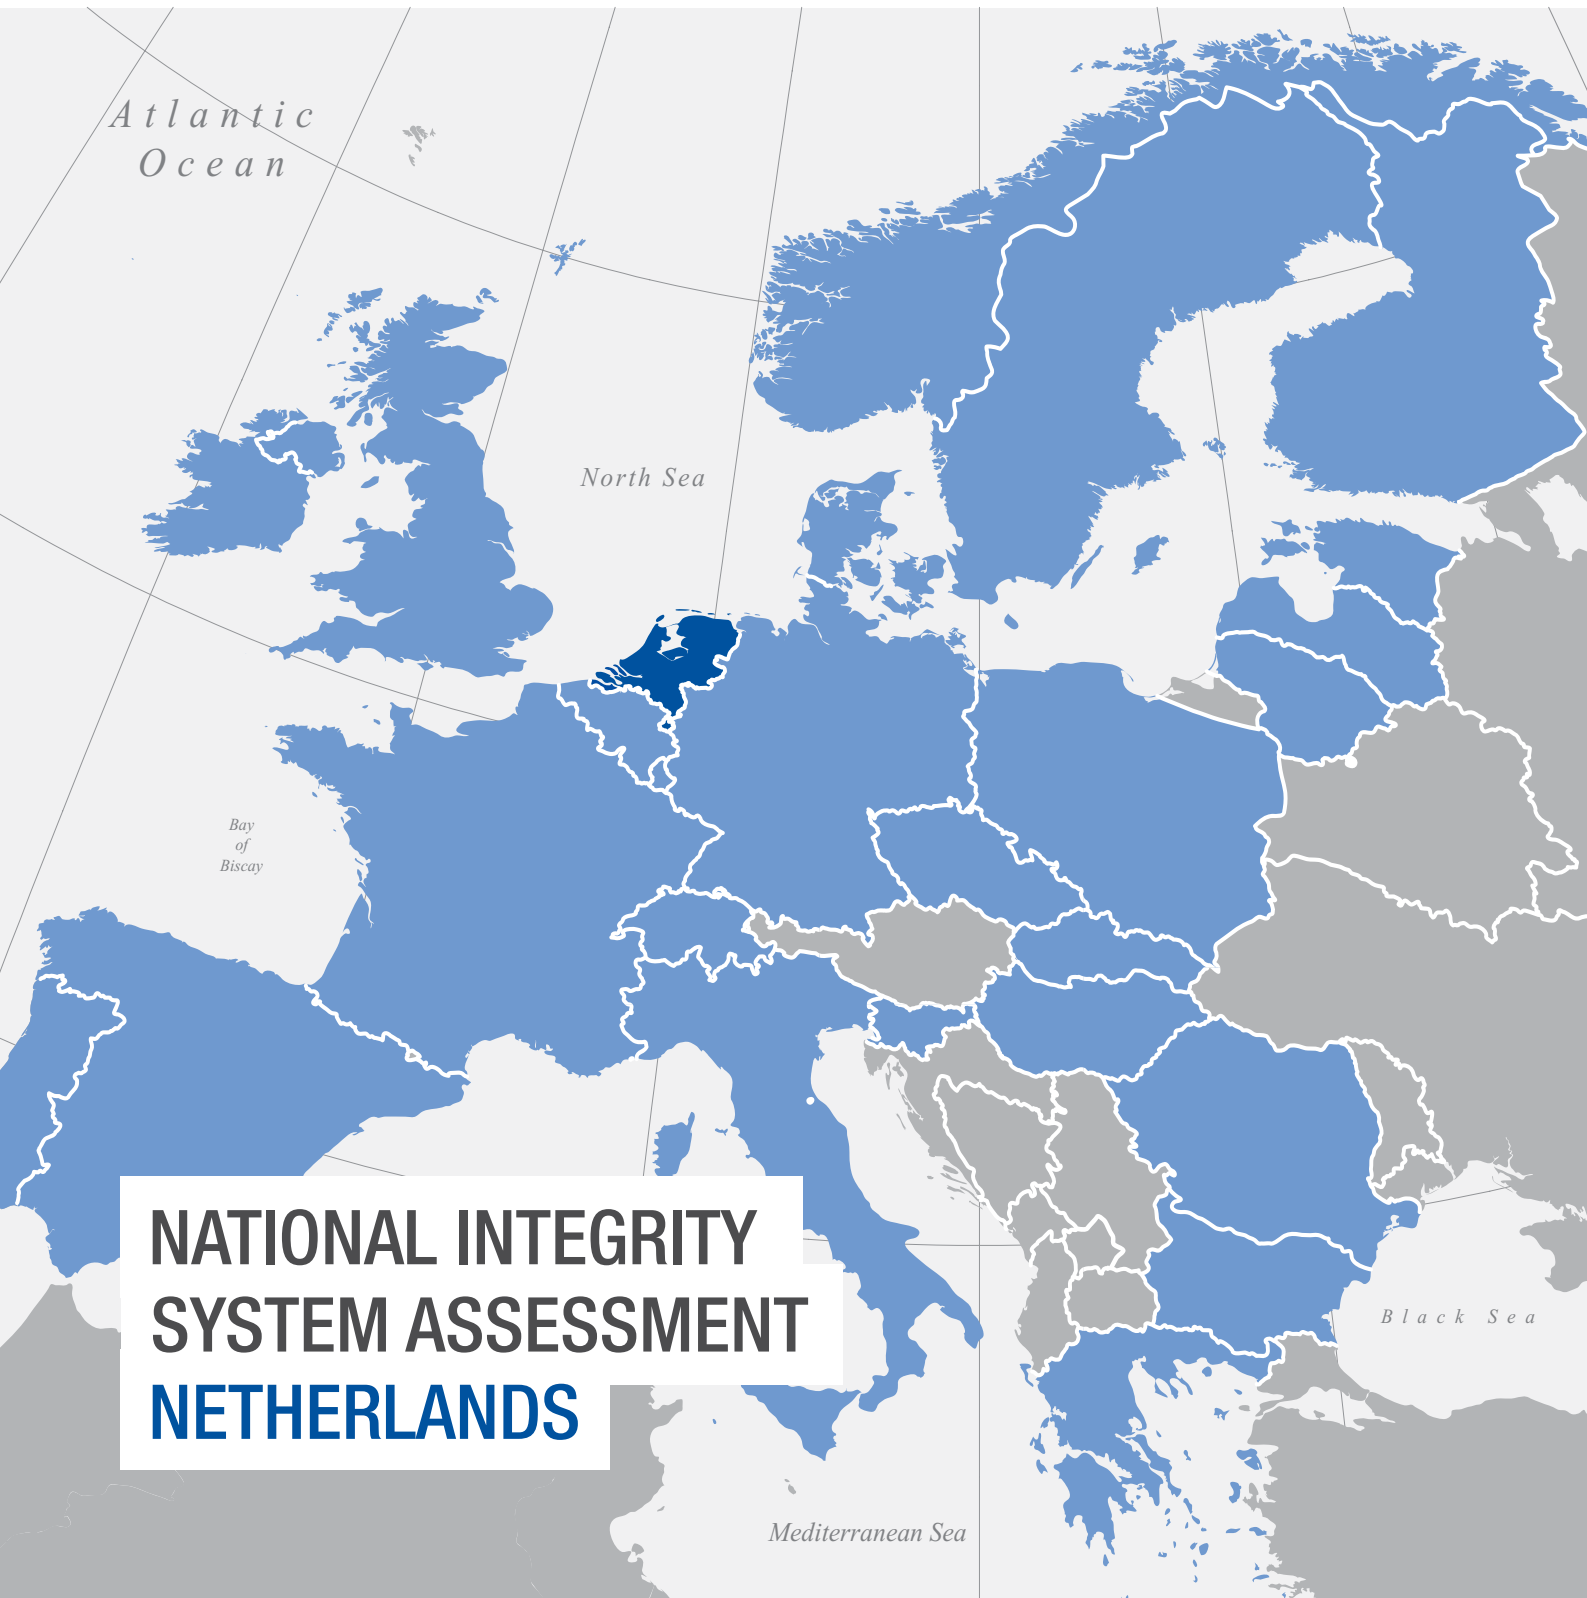 Atlantic
Ocean
North Sea
Bay
of
Biscay
NATIONAL INTEGRITY
SYSTEM ASSESSMENT
NETHERLANDS
Black Sea
Mediterranean Sea